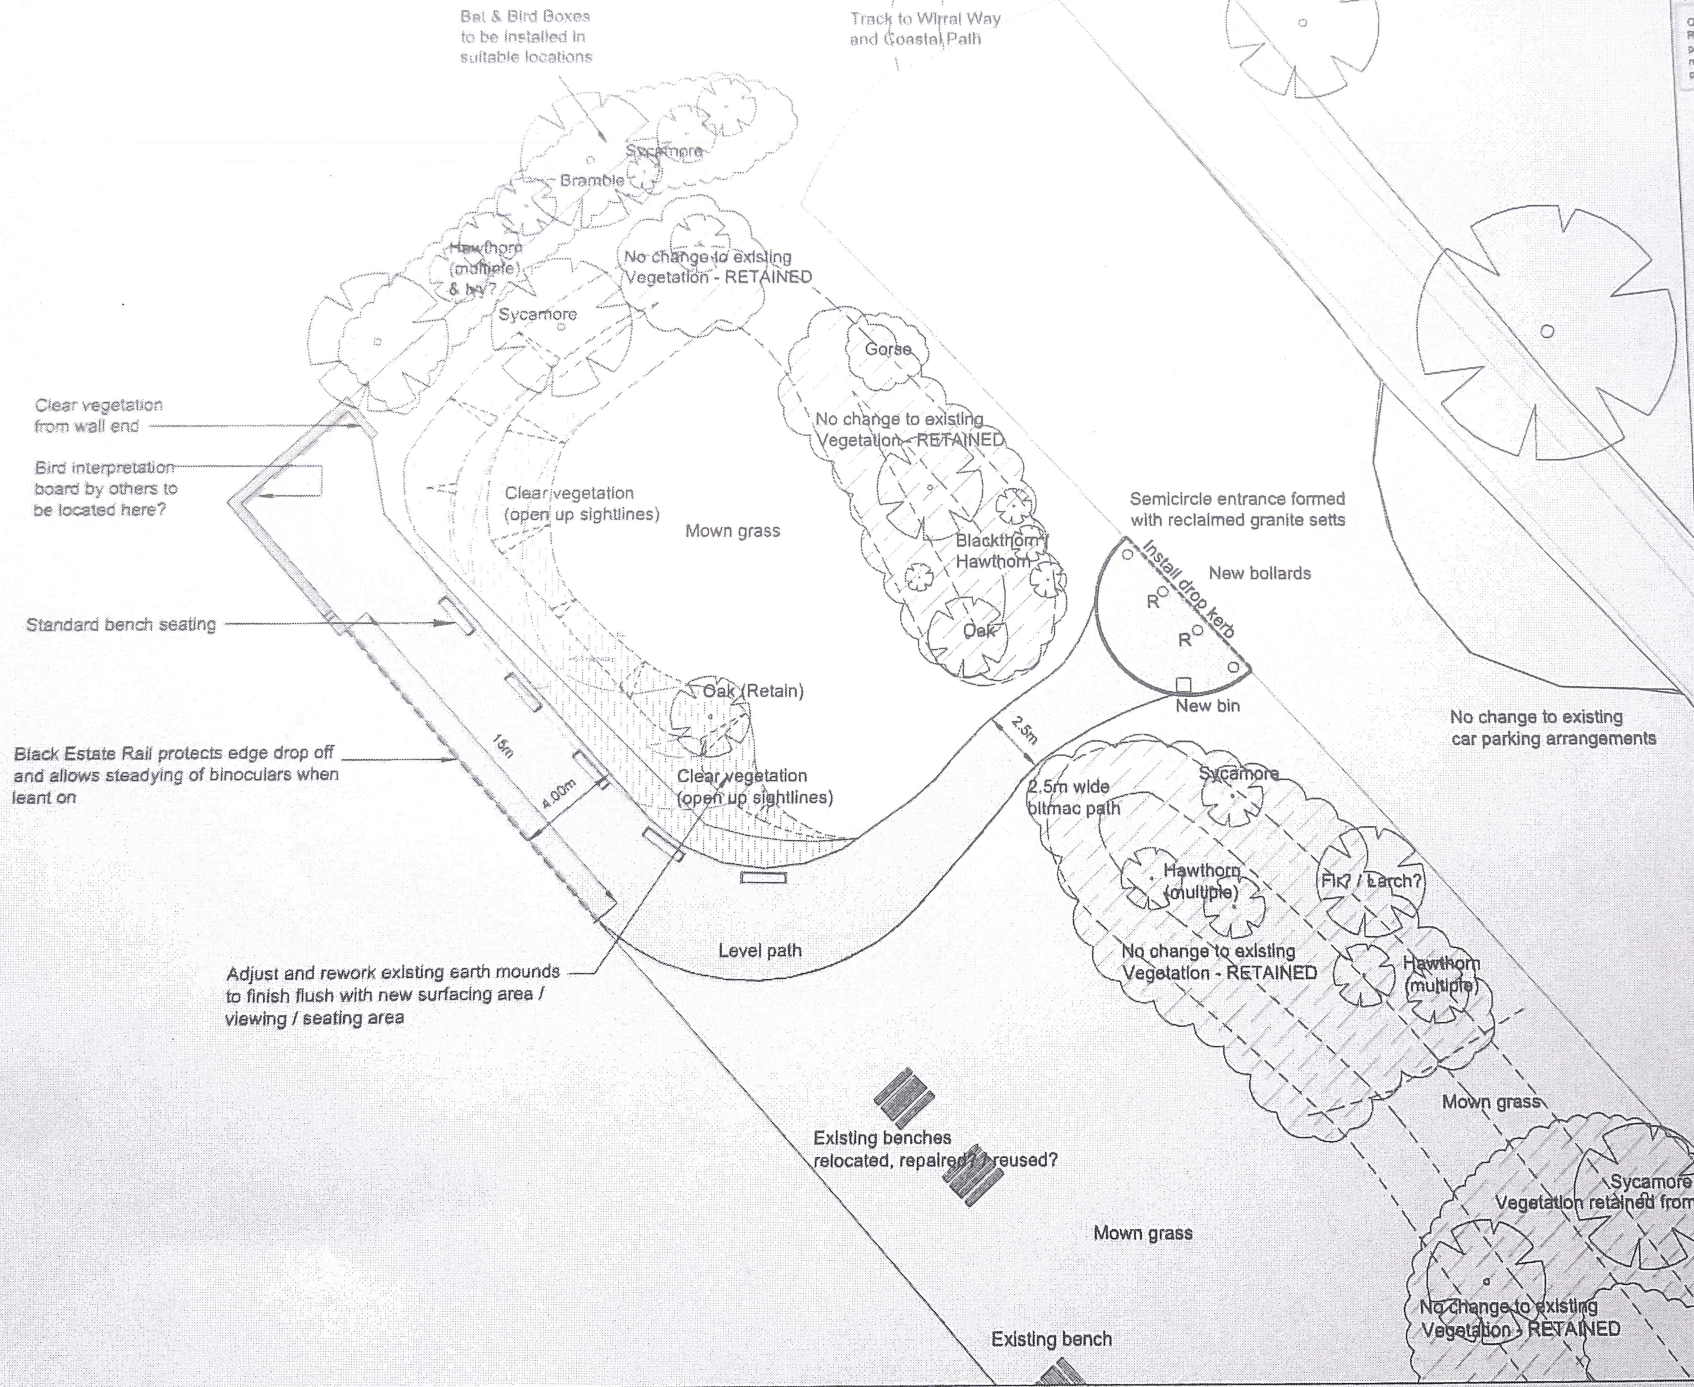 Bat & Bird Boxes
to be installed in
suitable locations
Track to Wirral Way
and Coastal Path
Sycamore
Bramble
Hawthorn
(multiple)
& Ivy?
No change to existing
Vegetation - RETAINED
Sycamore
Gorse
Clear vegetation
from wall end
No change to existing
Vegetation - RETAINED
Bird interpretation
board by others to
be located here?
Clear vegetation
(open up sightlines)
Mown grass
Semicircle entrance formed
with reclaimed granite setts
Blackthorn /
Hawthorn
Install drop kerb
New bollards
R
R
Standard bench seating
Oak
Oak (Retain)
New bin
No change to existing
car parking arrangements
2.5m
15m
Black Estate Rail protects edge drop off
and allows steadying of binoculars when
leant on
4.00m
Clear vegetation
(open up sightlines)
Sycamore
2.5m wide
bitmac path
Hawthorn
(multiple)
Fir? / Larch?
Level path
No change to existing
Vegetation - RETAINED
Hawthorn
(multiple)
Adjust and rework existing earth mounds
to finish flush with new surfacing area /
viewing / seating area
Mown grass
Existing benches
relocated, repaired? / reused?
Sycamore
Vegetation retained from
Mown grass
No change to existing
Vegetation - RETAINED
Existing bench